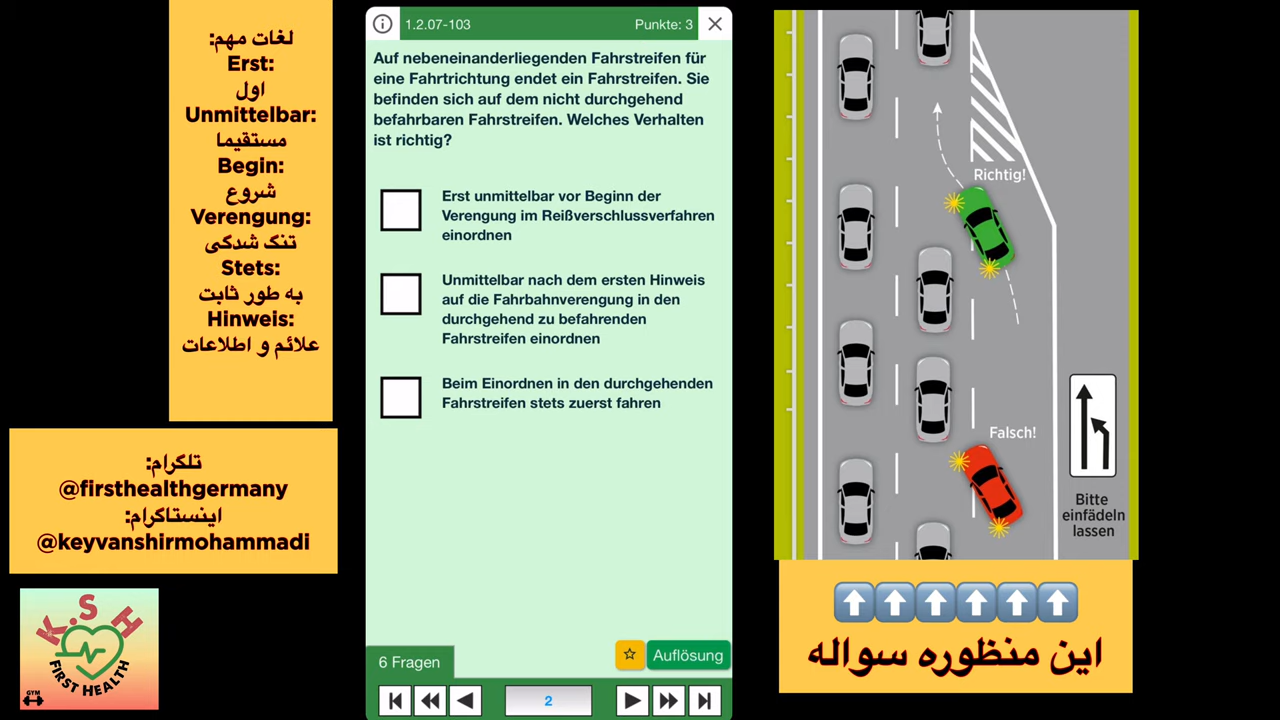 لغات مهم:
Erst:
اول
Unmittelbar:
مستقیما
Begin:
شروع
Verengung:
تنگ شدگی
Stets:
به طور ثابت
Hinweis:
علائم و اطلاعات
تلگرام:
@firsthealthgermany
اینستاگرام:
@keyvanshirmohammadi
K.S.H
FIRST HEALTH
GYM
1.2.07-103
Punkte: 3
Auf nebeneinanderliegenden Fahrstreifen für
eine Fahrtrichtung endet ein Fahrstreifen. Sie
befinden sich auf dem nicht durchgehend
befahrbaren Fahrstreifen. Welches Verhalten
ist richtig?
Erst unmittelbar vor Beginn der
Verengung im Reißverschlussverfahren
einordnen
Unmittelbar nach dem ersten Hinweis
auf die Fahrbahnverengung in den
durchgehend zu befahrenden
Fahrstreifen einordnen
Beim Einordnen in den durchgehenden
Fahrstreifen stets zuerst fahren
6 Fragen
Auflösung
2
Richtig!
Falsch!
Bitte
einfädeln
lassen
این منظوره سواله